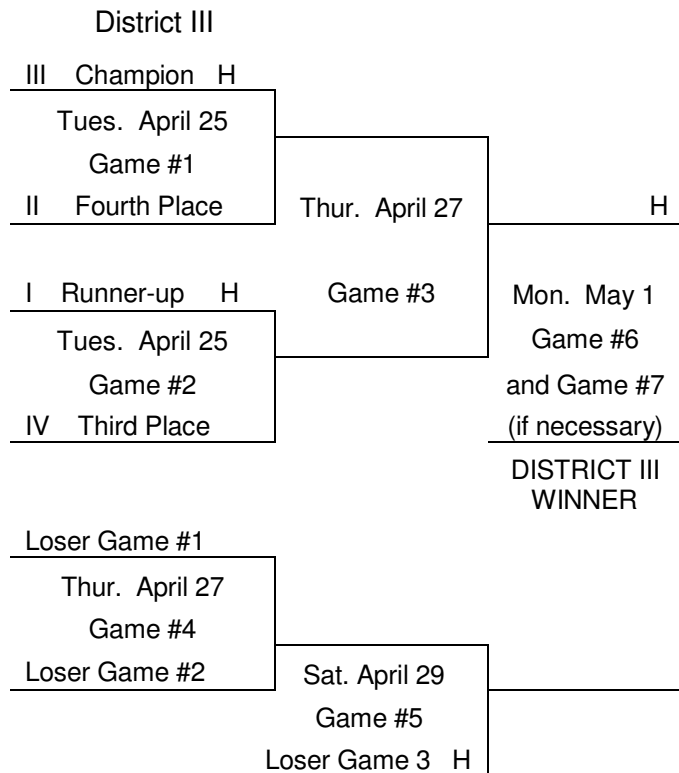 District III
III Champion H
Tues. April 25
Game #1
II Fourth Place
Thur. April 27
H
I Runner-up H
Game #3
Mon. May 1
Tues. April 25
Game #6
Game #2
and Game #7
IV Third Place
(if necessary)
DISTRICT III
WINNER
Loser Game #1
Thur. April 27
Game #4
Loser Game #2
Sat. April 29
Game #5
Loser Game 3 H